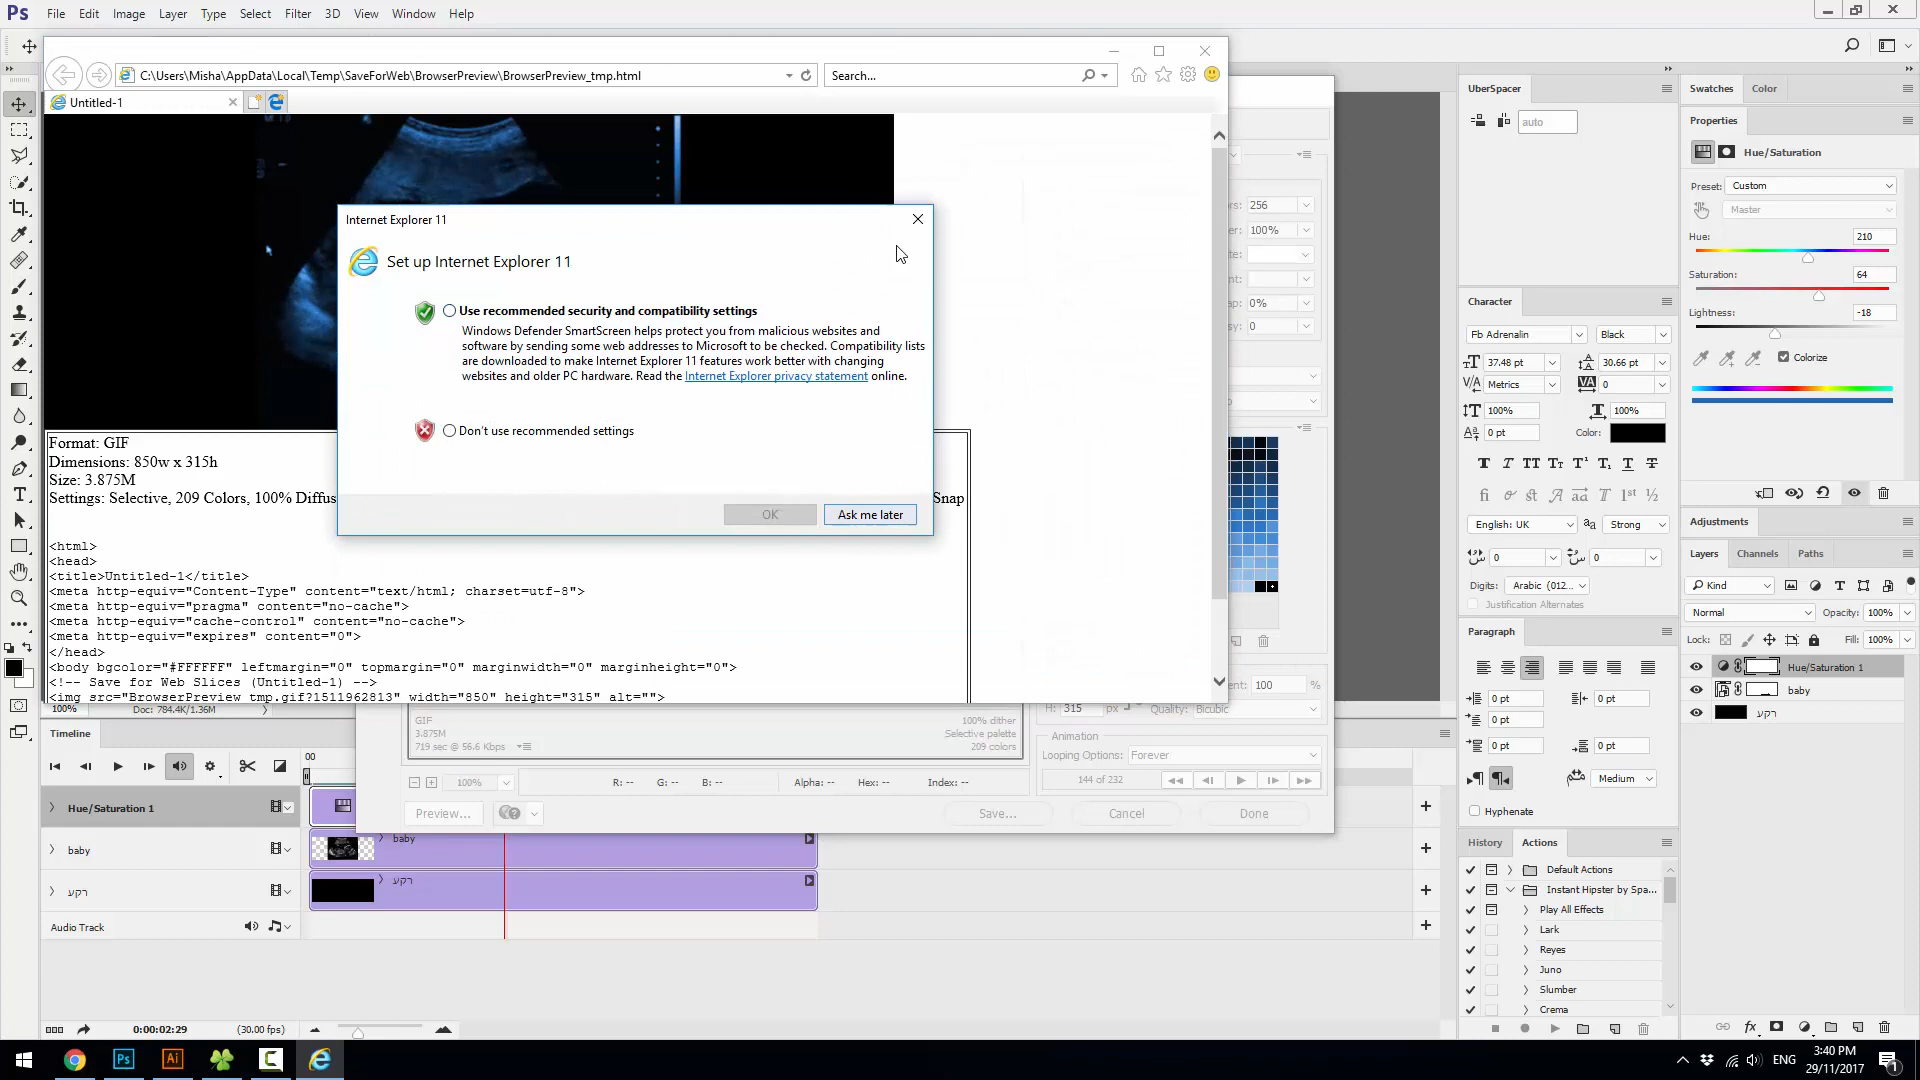 Ps File Edit Image Layer Type Select Filter 3D View Window Help
C:\Users\Misha\AppData\Local\Temp\SaveForWeb\BrowserPreview\BrowserPreview_tmp.html
Search...
Untitled-1
Internet Explorer 11
Set up Internet Explorer 11
Use recommended security and compatibility settings
Windows Defender SmartScreen helps protect you from malicious websites and
software by sending some web addresses to Microsoft to be checked. Compatibility lists
are downloaded to make Internet Explorer 11 features work better with changing
websites and older PC hardware. Read the Internet Explorer privacy statement online.
Don't use recommended settings
OK Ask me later
Format: GIF
Dimensions: 850w x 315h
Size: 3.875M
Settings: Selective, 209 Colors, 100% Diffus
Snap
<html>
<head>
<title>Untitled-1</title>
<meta http-equiv="Content-Type" content="text/html; charset=utf-8">
<meta http-equiv="pragma" content="no-cache">
<meta http-equiv="cache-control" content="no-cache">
<meta http-equiv="expires" content="0">
</head>
<body bgcolor="#FFFFFF" leftmargin="0" topmargin="0" marginwidth="0" marginheight="0">
<!-- Save for Web Slices (Untitled-1) -->
<img src="BrowserPreview_tmp.gif?1511962813" width="850" height="315" alt="">
256
100%
0%
0
100 %
H: 315 px Quality: Bicubic
100% Doc: 784.4K/1.36M
GIF
3.875M
719 sec @ 56.6 Kbps
100% dither
Selective palette
209 colors
Animation
Looping Options: Forever
144 of 232
100% R: -- G: -- B: -- Alpha: -- Hex: -- Index: --
Preview... Save... Cancel Done
Timeline
00
Hue/Saturation 1
baby
baby
רקע
רקע
Audio Track
0:00:02:29 (30.00 fps)
UberSpacer
auto
Character
Fb Adrenalin Black
37.48 pt 30.66 pt
Metrics 0
100% 100%
0 pt Color:
English: UK aa Strong
0 0
Digits: Arabic (012...
Justification Alternates
Paragraph
0 pt 0 pt
0 pt
0 pt 0 pt
Medium
Hyphenate
History Actions
Default Actions
Instant Hipster by Spa...
Play All Effects
Lark
Reyes
Juno
Slumber
Crema
Swatches Color
Properties
Hue/Saturation
Preset: Custom
Master
Hue: 210
Saturation: 64
Lightness: -18
Colorize
Adjustments
Layers Channels Paths
Kind
Normal Opacity: 100%
Lock: Fill: 100%
Hue/Saturation 1
baby
רקע
ENG
3:40 PM
29/11/2017
1